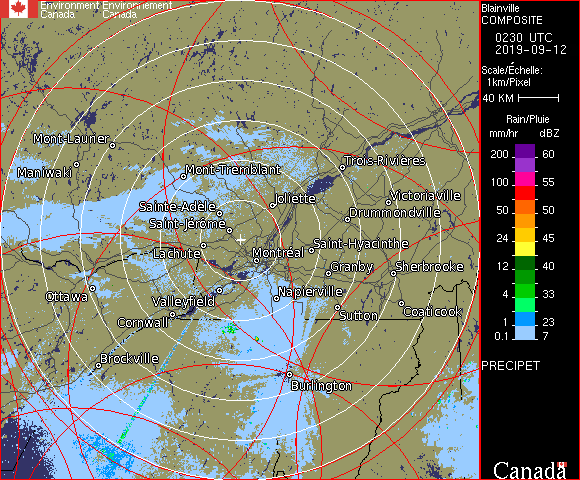 Environment Environnement
Canada Canada
Blainville
COMPOSITE
0230 UTC
2019-09-12
Scale/Échelle:
1km/Pixel
40 KM
Rain/Pluie
mm/hr dBZ
200 60
100 55
50 50
24 45
12 40
4 33
1 23
0.1 7
PRECIPET
Canada
Mont-Laurier
Maniwaki
Mont-Tremblant
Trois-Rivières
Joliette
Victoriaville
Sainte-Adèle
Drummondville
Saint-Jérôme
Lachute
Saint-Hyacinthe
Montréal
Granby
Sherbrooke
Ottawa
Valleyfield
Napierville
Cornwall
Sutton
Coaticook
Brockville
Burlington